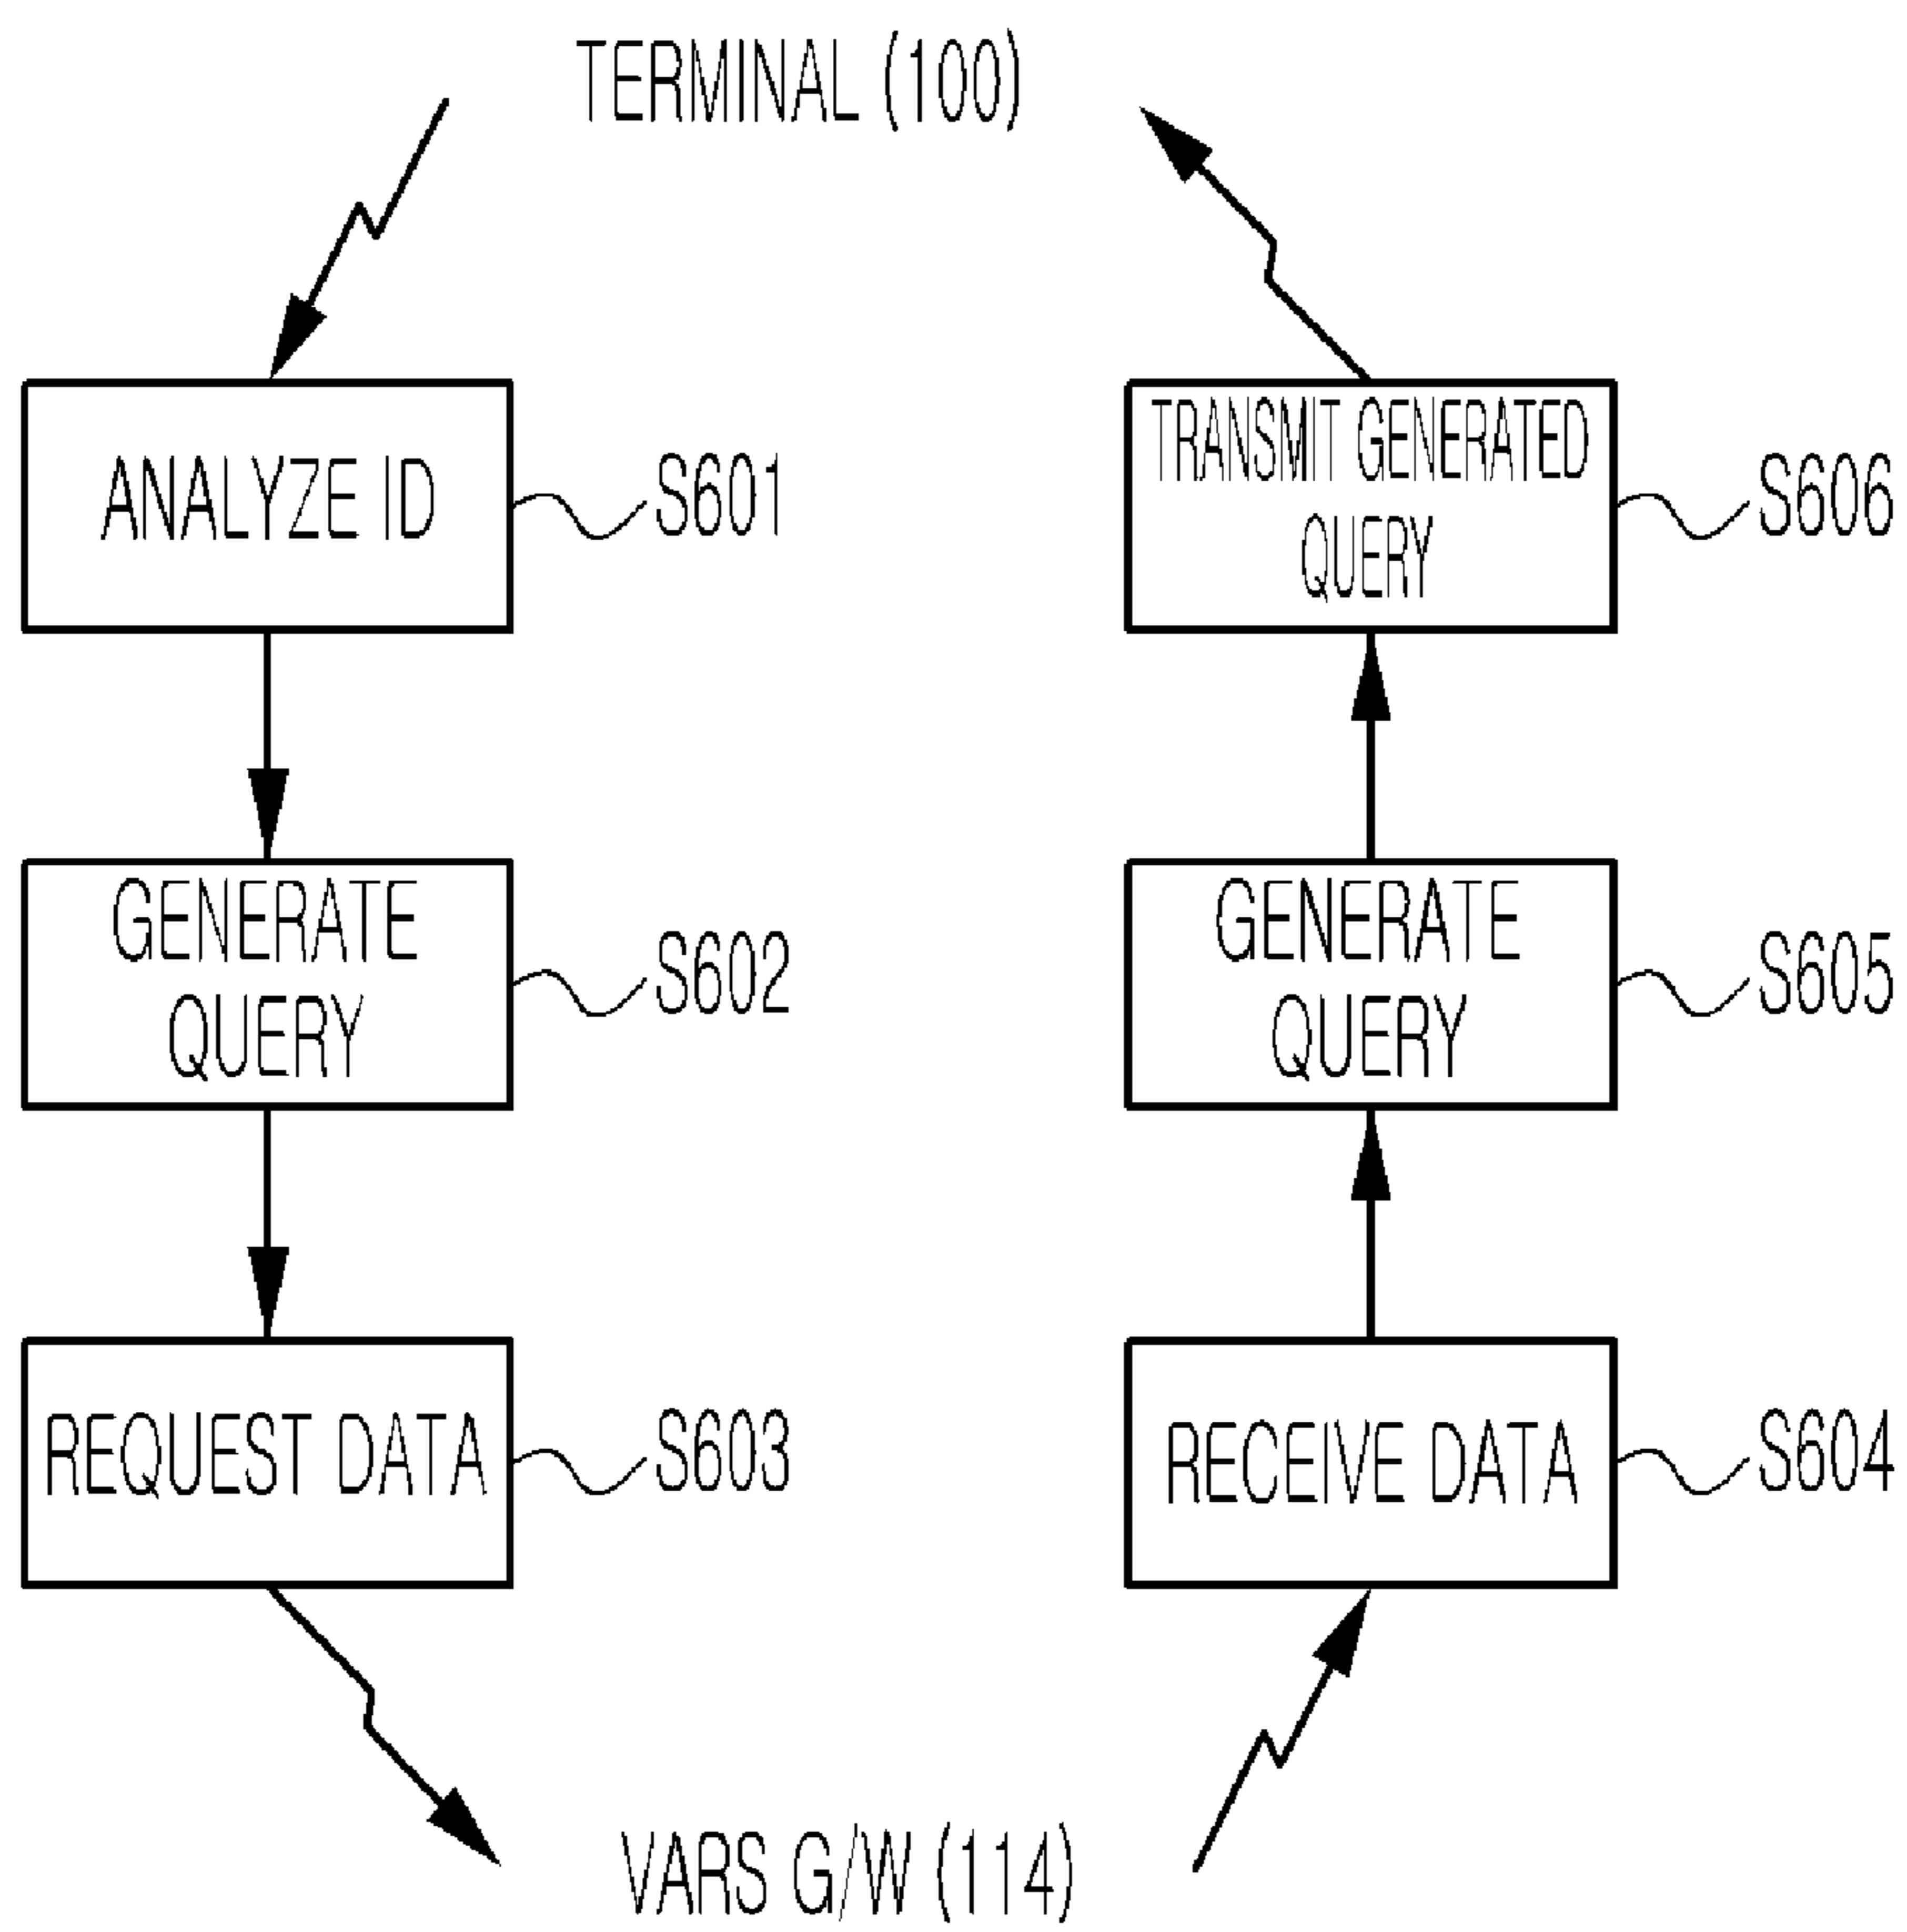 TERMINAL (100)
ANALYZE ID
S601
GENERATE
QUERY
S602
REQUEST DATA
S603
VARS G/W (114)
RECEIVE DATA
S604
GENERATE
QUERY
S605
TRANSMIT GENERATED
QUERY
S606